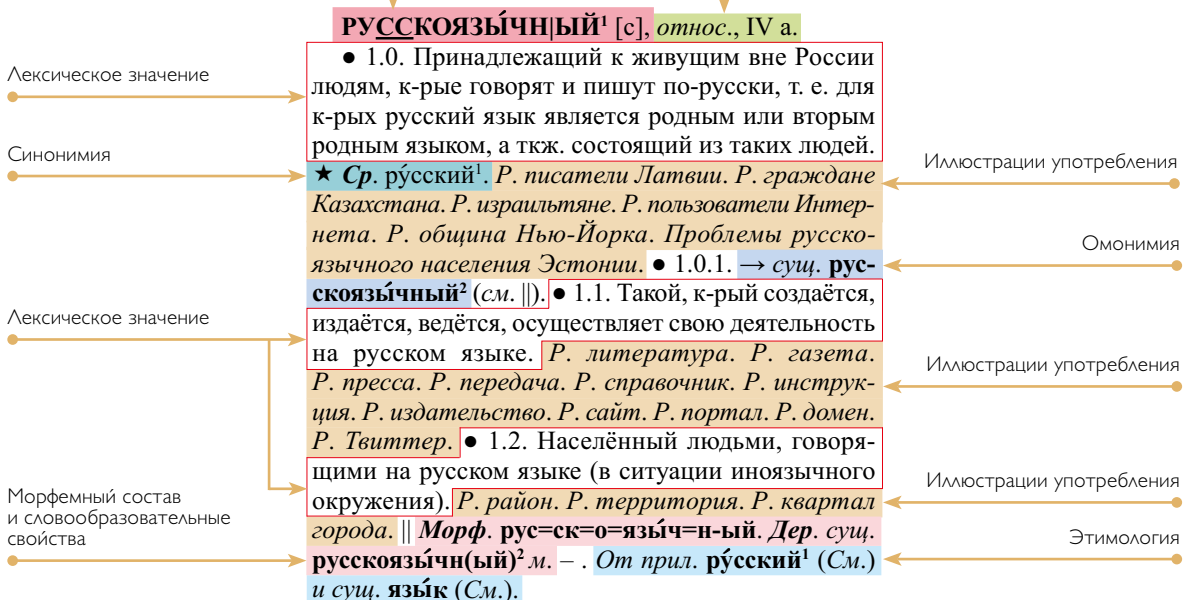 РУССКОЯЗЫ́ЧН|ЫЙ¹ [с], относ., IV а.
● 1.0. Принадлежащий к живущим вне России
людям, к-рые говорят и пишут по-русски, т. е. для
к-рых русский язык является родным или вторым
родным языком, а ткж. состоящий из таких людей.
★ Ср. ру́сский¹. Р. писатели Латвии. Р. граждане
Казахстана. Р. израильтяне. Р. пользователи Интер-
нета. Р. община Нью-Йорка. Проблемы русско-
язычного населения Эстонии. ● 1.0.1. → сущ. рус-
скоязы́чный² (см. ||). ● 1.1. Такой, к-рый создаётся,
издаётся, ведётся, осуществляет свою деятельность
на русском языке. Р. литература. Р. газета.
Р. пресса. Р. передача. Р. справочник. Р. инструк-
ция. Р. издательство. Р. сайт. Р. портал. Р. домен.
Р. Твиттер. ● 1.2. Населённый людьми, говоря-
щими на русском языке (в ситуации иноязычного
окружения). Р. район. Р. территория. Р. квартал
города. || Морф. рус=ск=о=язы́ч=н-ый. Дер. сущ.
русскоязы́чн(ый)² м. – . От прил. ру́сский¹ (См.)
и сущ. язы́к (См.).
Лексическое значение
Синонимия
Лексическое значение
Морфемный состав
и словообразовательные
свойства
Иллюстрации употребления
Омонимия
Иллюстрации употребления
Иллюстрации употребления
Этимология